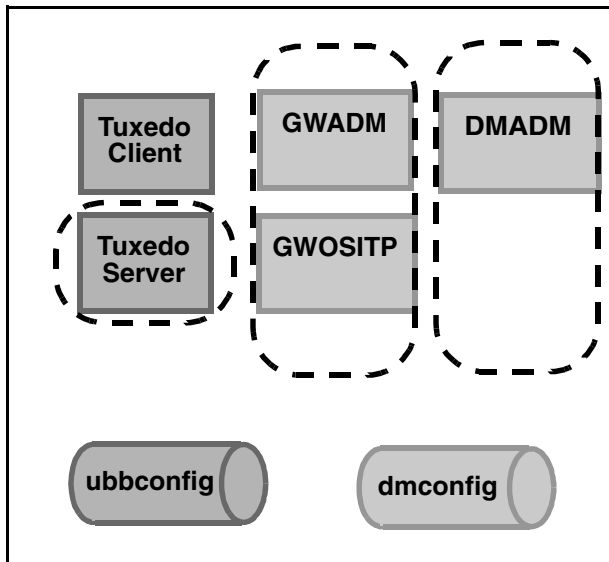 Tuxedo
Client
GWADM
DMADM
Tuxedo
Server
GWOSITP
ubbconfig
dmconfig